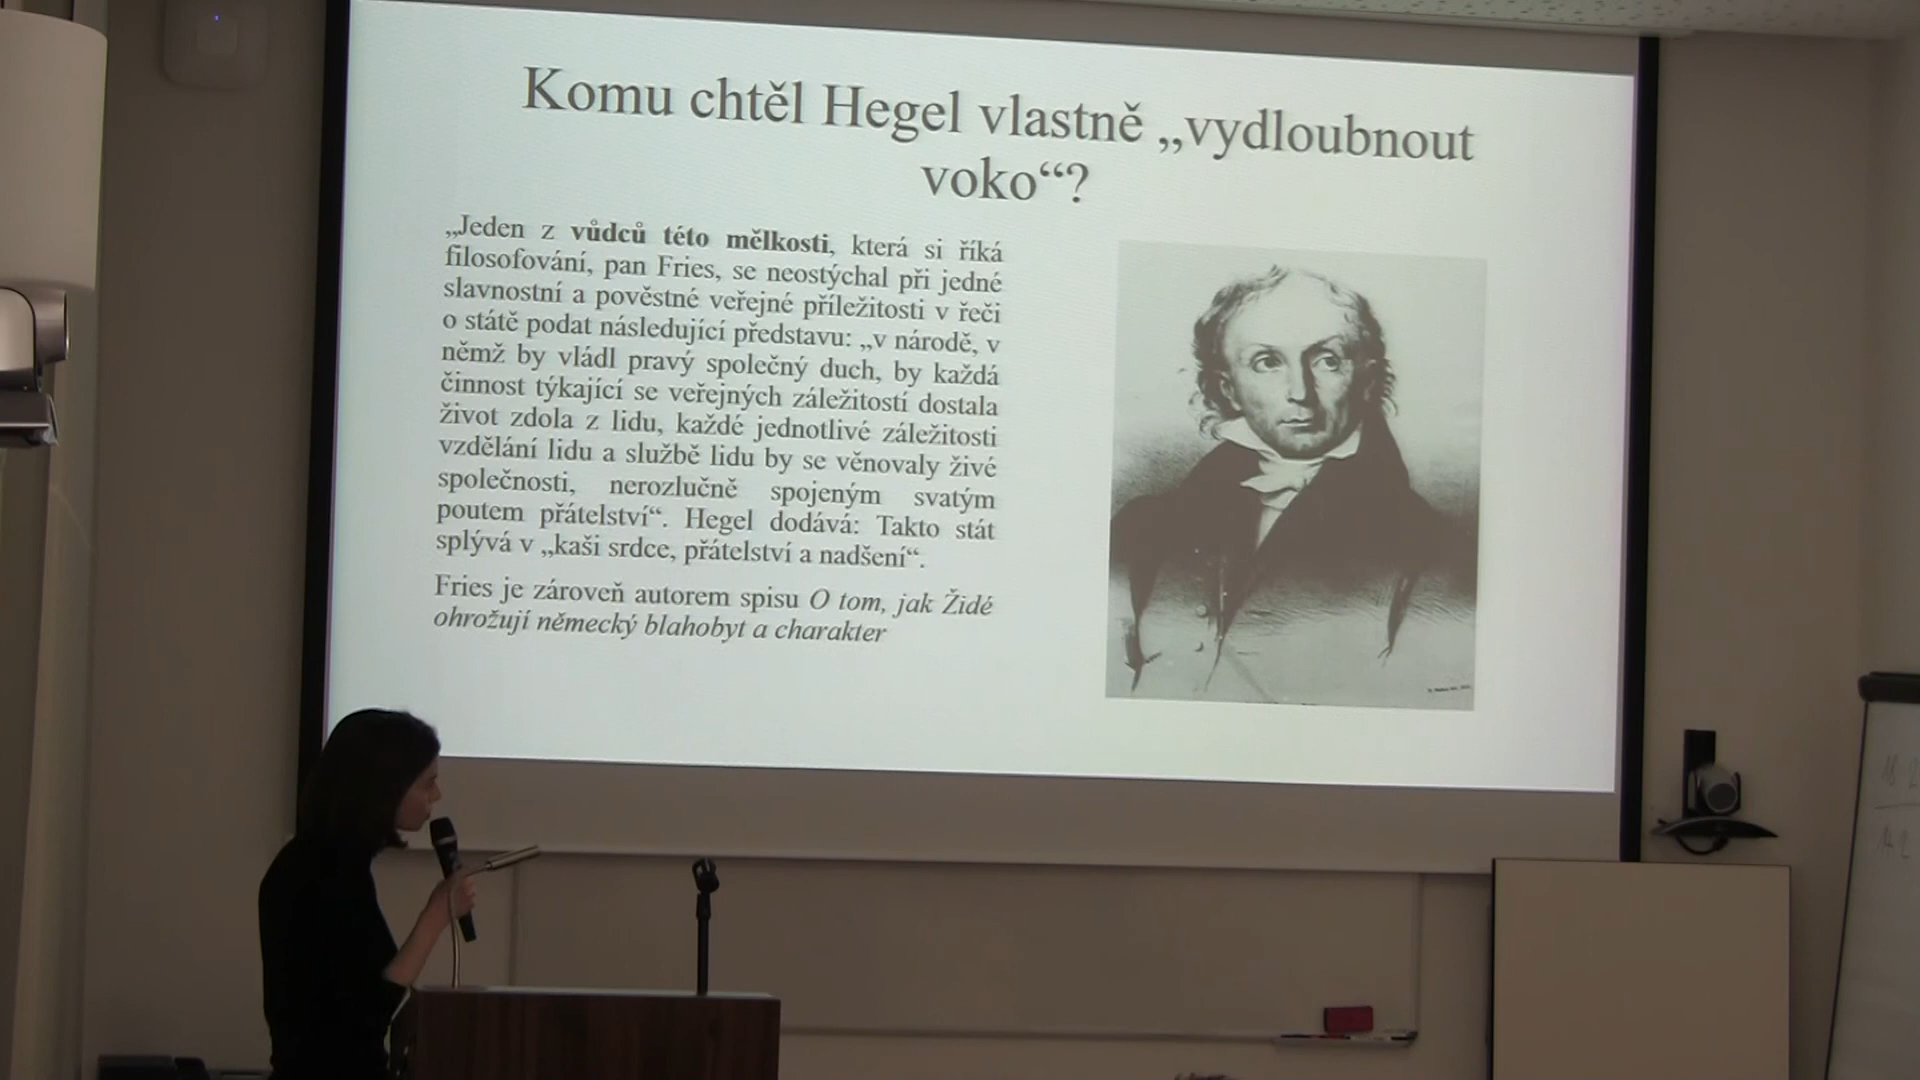 Komu chtěl Hegel vlastně „vydloubnout
voko“?
„Jeden z vůdců této mělkosti, která si říká
filosofování, pan Fries, se neostýchal při jedné
slavnostní a pověstné veřejné příležitosti v řeči
o státě podat následující představu: „v národě, v
němž by vládl pravý společný duch, by každá
činnost týkající se veřejných záležitostí dostala
život zdola z lidu, každé jednotlivé záležitosti
vzdělání lidu a službě lidu by se věnovaly živé
společnosti, nerozlučně spojeným svatým
poutem přátelství“. Hegel dodává: Takto stát
splývá v „kaši srdce, přátelství a nadšení“.
Fries je zároveň autorem spisu O tom, jak Židé
ohrožují německý blahobyt a charakter